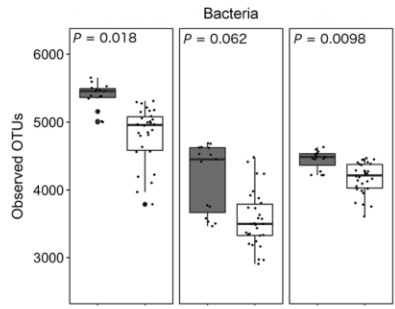 Bacteria
P = 0.018
P = 0.062
P = 0.0098
Observed OTUs
6000
5000
4000
3000